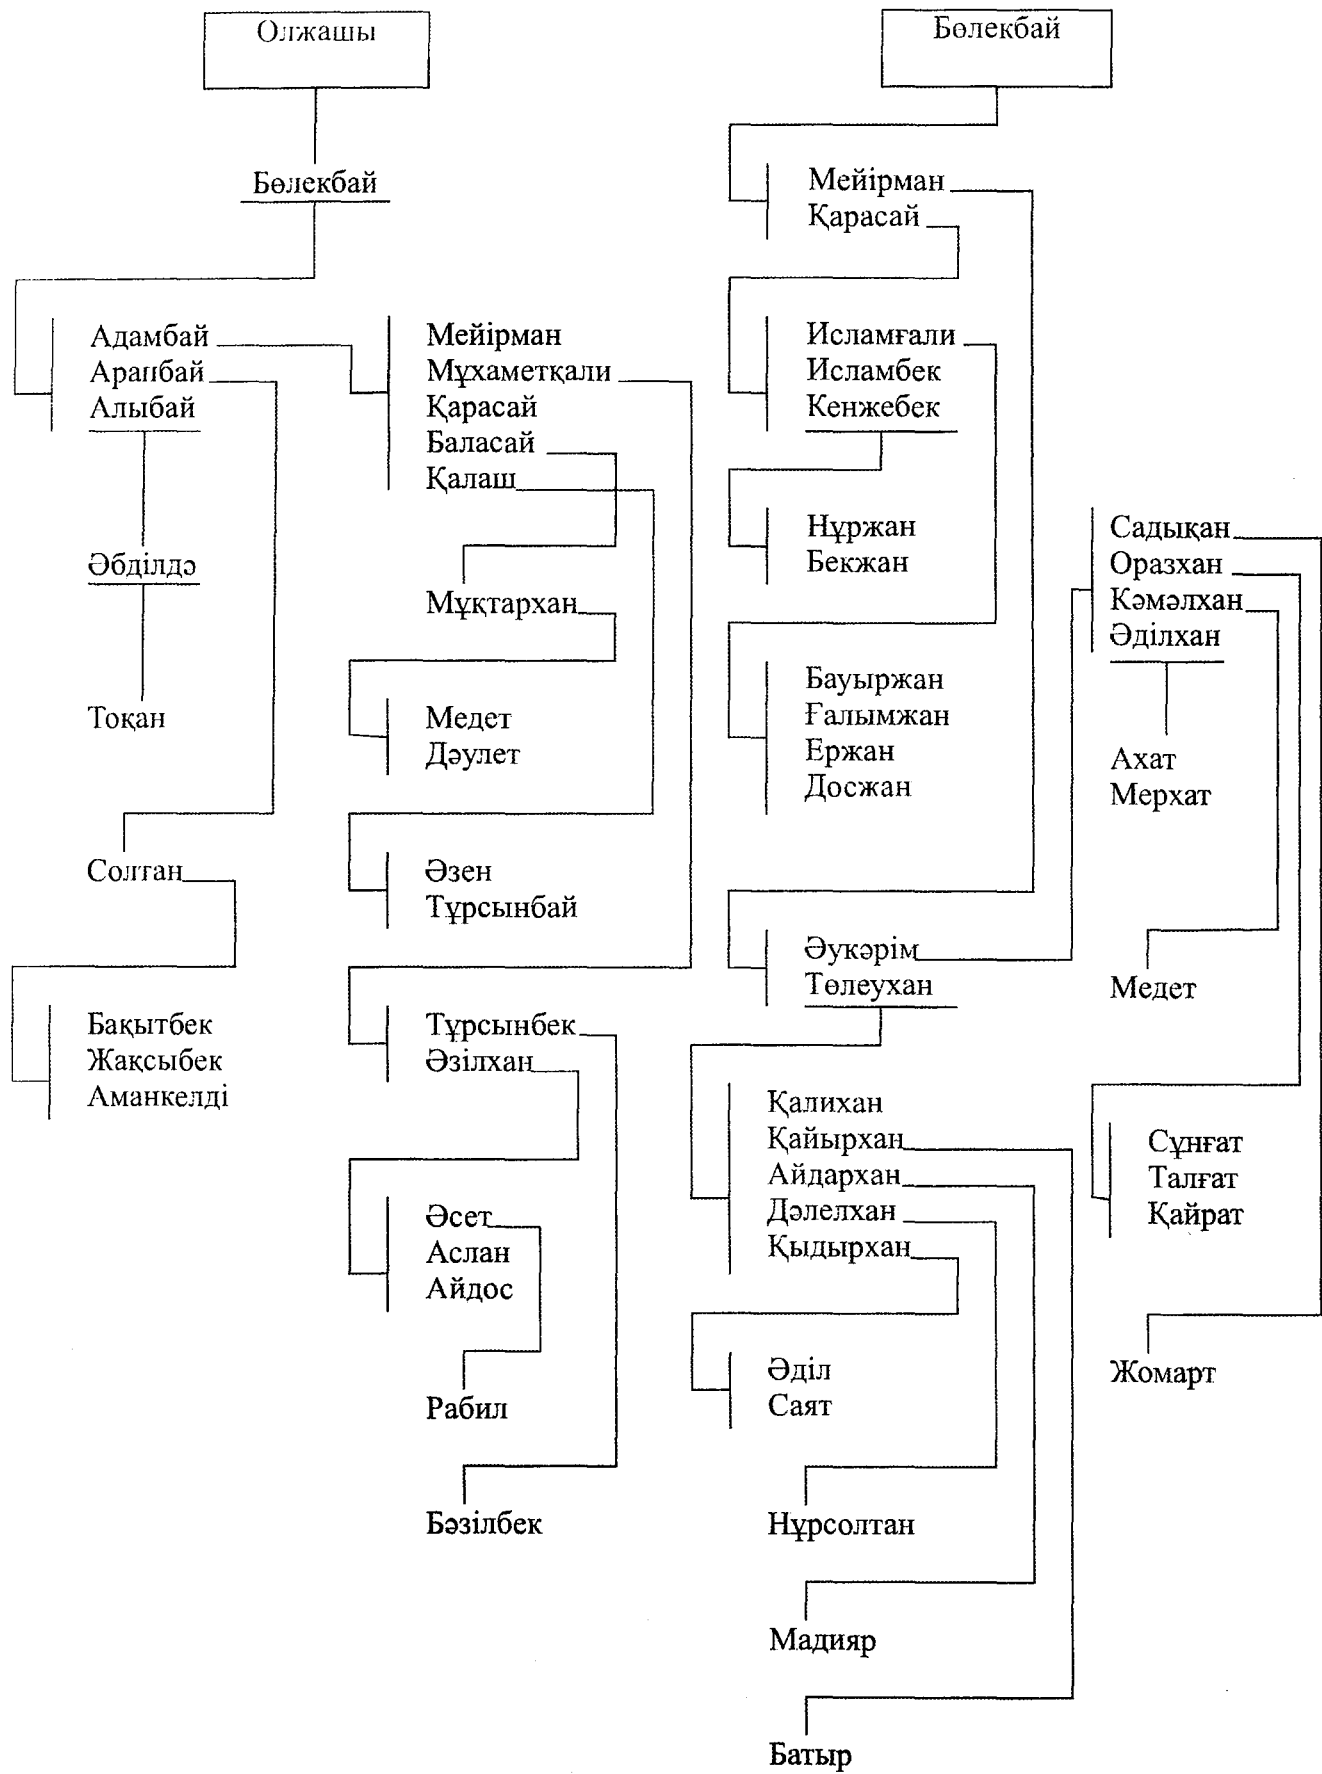 Олжашы
Бөлекбай
Адамбай
Арапбай
Алыбай
Әбділдә
Тоқан
Солтан
Бақытбек
Жақсыбек
Аманкелді
Мейірман
Мұхаметқали
Қарасай
Баласай
Қалаш
Мұқтархан
Медет
Дәулет
Әзен
Тұрсынбай
Тұрсынбек
Әзілхан
Әсет
Аслан
Айдос
Рабил
Бәзілбек
Бөлекбай
Мейірман
Қарасай
Исламғали
Исламбек
Кенжебек
Нұржан
Бекжан
Бауыржан
Ғалымжан
Ержан
Досжан
Әукәрім
Төлеухан
Қалихан
Қайырхан
Айдархан
Дәлелхан
Қыдырхан
Әділ
Саят
Нұрсолтан
Мадияр
Батыр
Садықан
Оразхан
Кәмәлхан
Әділхан
Ахат
Мерхат
Медет
Сұнғат
Талғат
Қайрат
Жомарт